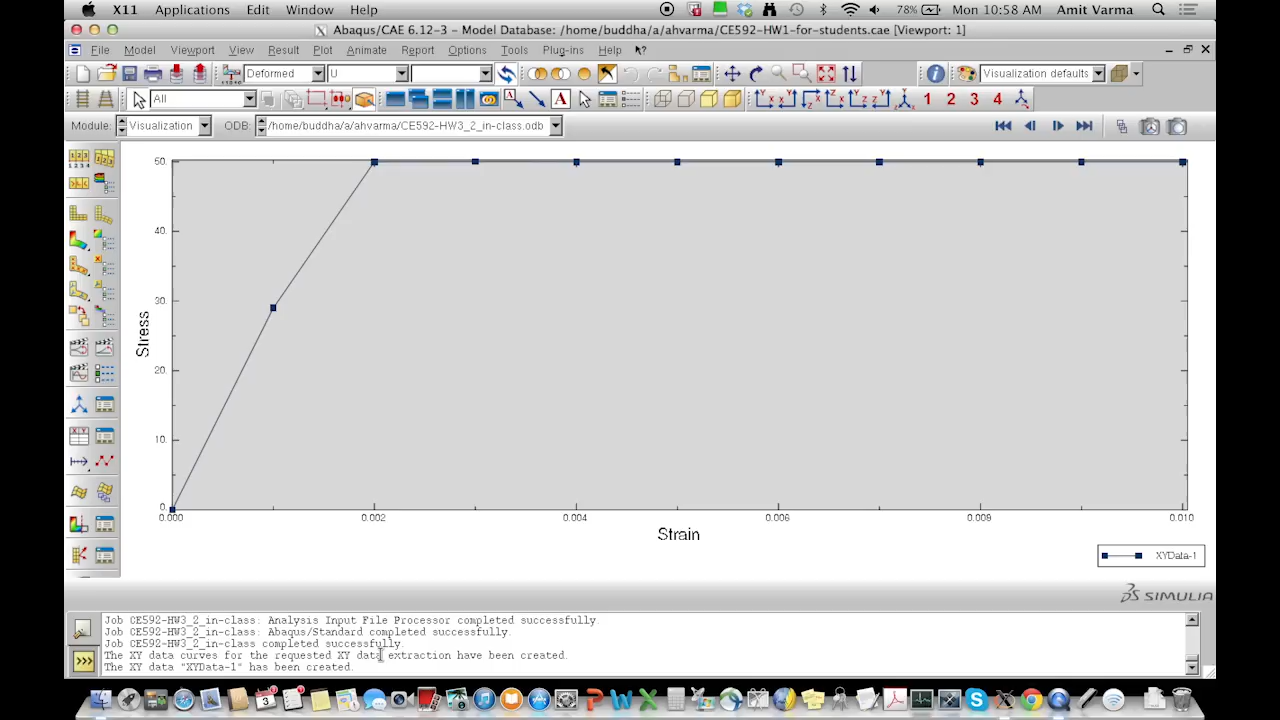 X11 Applications Edit Window Help 78% Mon 10:58 AM Amit Varma
Abaqus/CAE 6.12-3 - Model Database: /home/buddha/a/ahvarma/CE592-HW1-for-students.cae [Viewport: 1]
File Model Viewport View Result Plot Animate Report Options Tools Plug-ins Help
Deformed U Visualization defaults
All 1 2 3 4
Module: Visualization ODB: /home/buddha/a/ahvarma/CE592-HW3_2_in-class.odb
60.
40.
30.
20.
10.
0.
Stress
0.000 0.002 0.004 0.006 0.009 0.010
Strain
XYData-1
SIMULIA
Job CE592-HW3_2_in-class: Analysis Input File Processor completed successfully.
Job CE592-HW3_2_in-class: Abaqus/Standard completed successfully.
Job CE592-HW3_2_in-class completed successfully.
The XY data curves for the requested XY data extraction have been created.
The XY data "XYData-1" has been created.